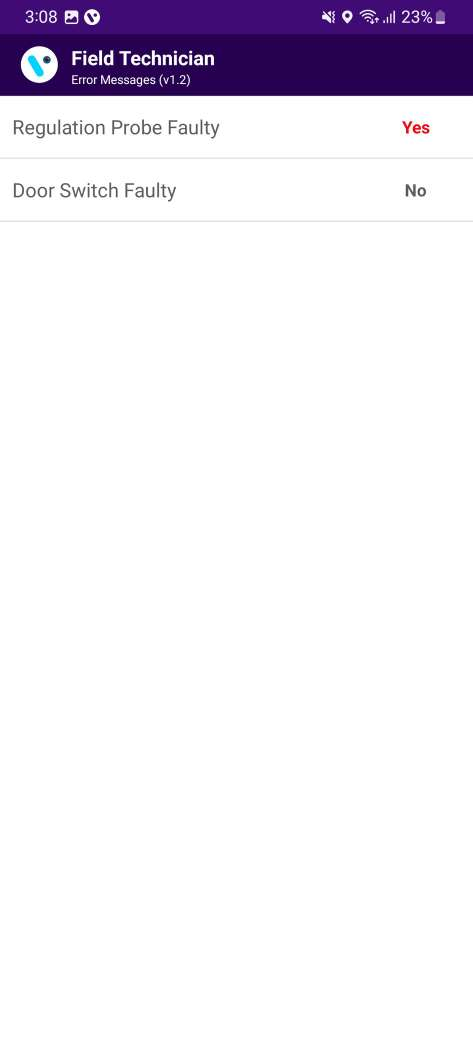 3:08 23%
Field Technician
Error Messages (v1.2)
Regulation Probe Faulty Yes
Door Switch Faulty No